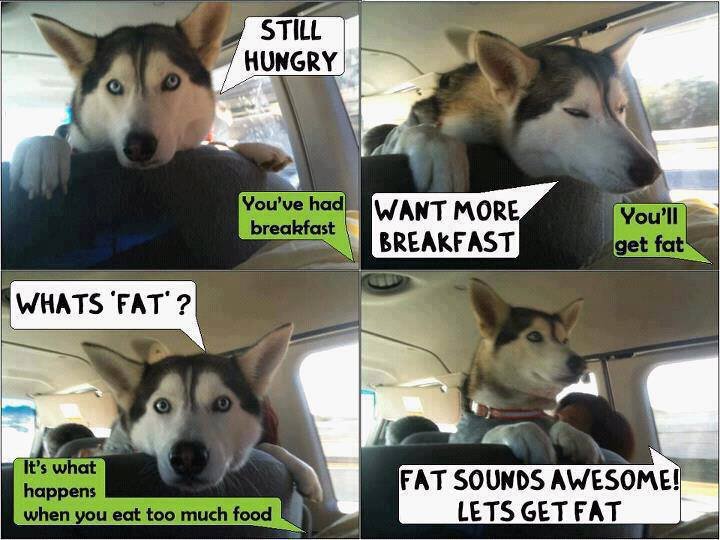 STILL
HUNGRY
You've had
breakfast
WANT MORE
BREAKFAST
You'll
get fat
WHATS 'FAT' ?
It's what
happens
when you eat too much food
FAT SOUNDS AWESOME!
LETS GET FAT